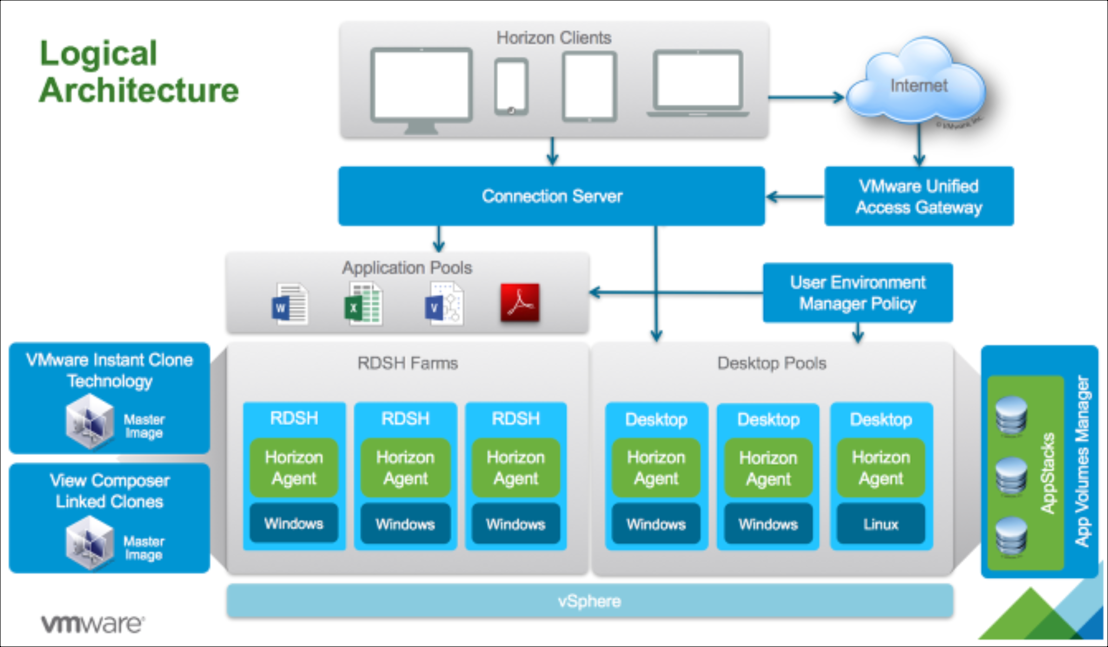 Logical
Architecture
Horizon Clients
Internet
© VMware, Inc.
Connection Server
VMware Unified
Access Gateway
Application Pools
W
X
V
User Environment
Manager Policy
VMware Instant Clone
Technology
Master
Image
View Composer
Linked Clones
Master
Image
RDSH Farms
RDSH
Horizon
Agent
Windows
RDSH
Horizon
Agent
Windows
RDSH
Horizon
Agent
Windows
Desktop Pools
Desktop
Horizon
Agent
Windows
Desktop
Horizon
Agent
Windows
Desktop
Horizon
Agent
Linux
AppStacks
App Volumes Manager
vSphere
vmware®